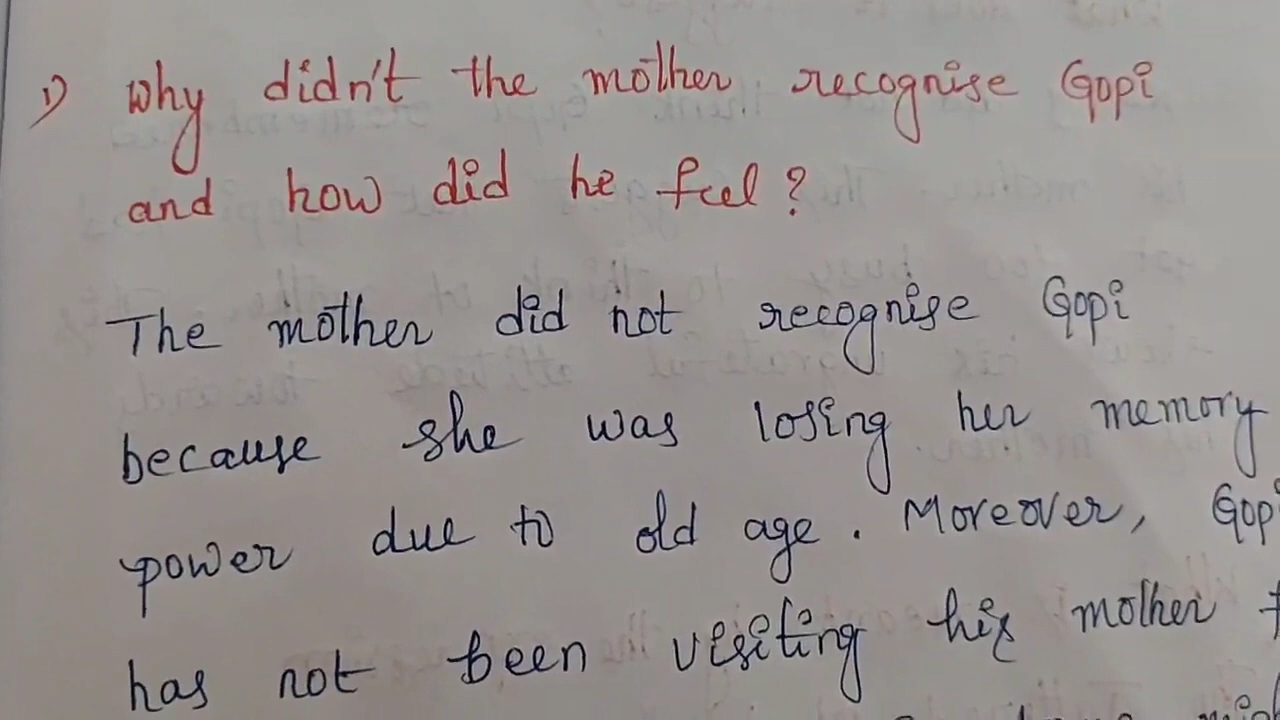 1) Why didn't the mother recognise Gopi
and how did he feel?
The mother did not recognise Gopi
because she was losing her memory
power due to old age. Moreover, Gopi
has not been visiting his mother